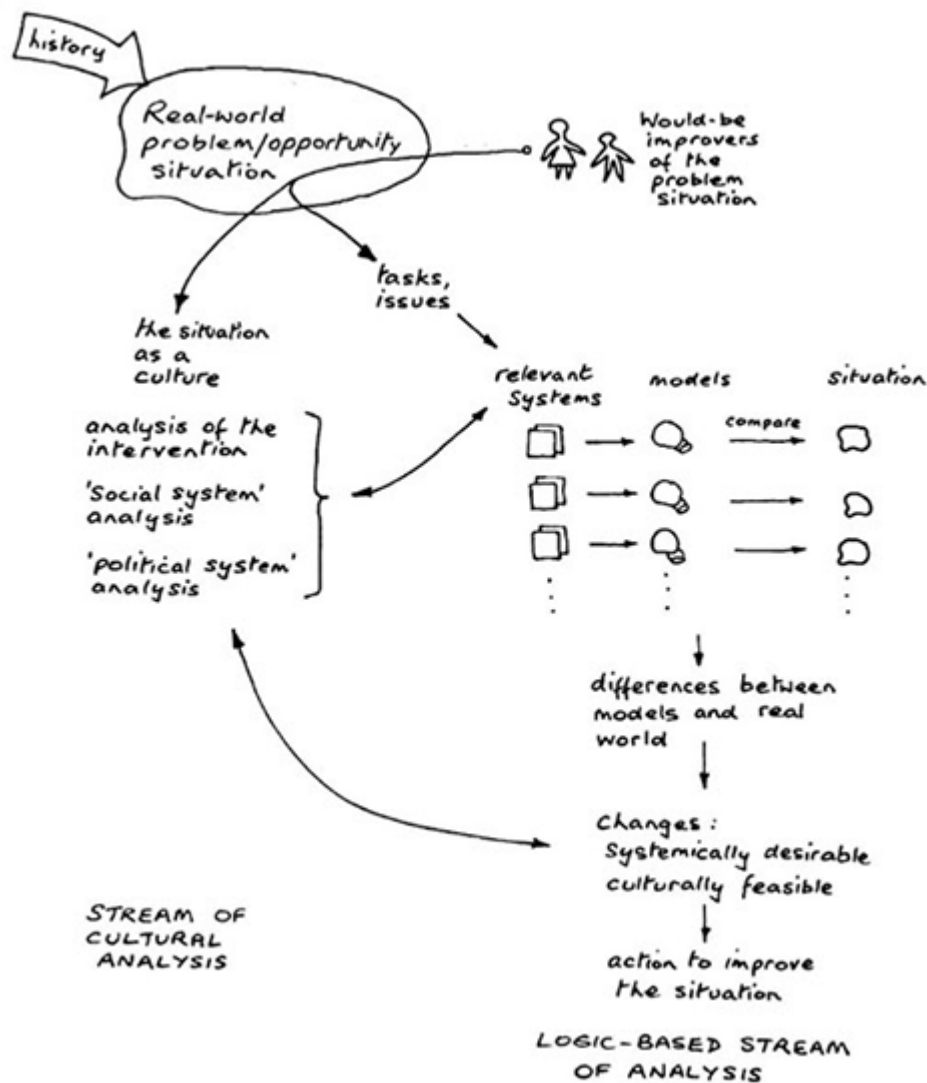 history
Real-world
problem/opportunity
situation
Would-be
improvers
of the
problem
situation
tasks,
issues
the situation
as a
culture
relevant
Systems
models
situation
compare
analysis of the
intervention
'Social system'
analysis
'political system'
analysis
differences between
models and real
world
Changes:
Systemically desirable
culturally feasible
action to improve
the situation
STREAM OF
CULTURAL
ANALYSIS
LOGIC-BASED STREAM
OF ANALYSIS